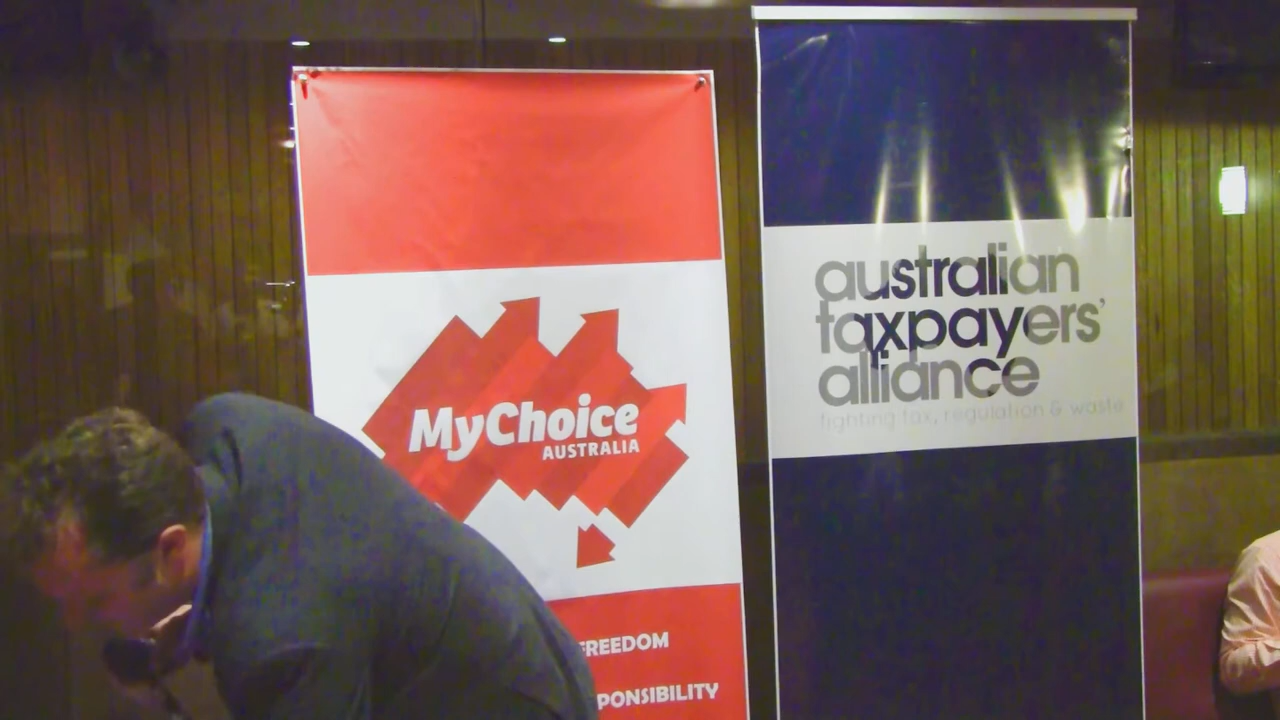 MyChoice
AUSTRALIA
FREEDOM
PONSIBILITY
australian
taxpayers'
alliance
fighting tax, regulation & waste